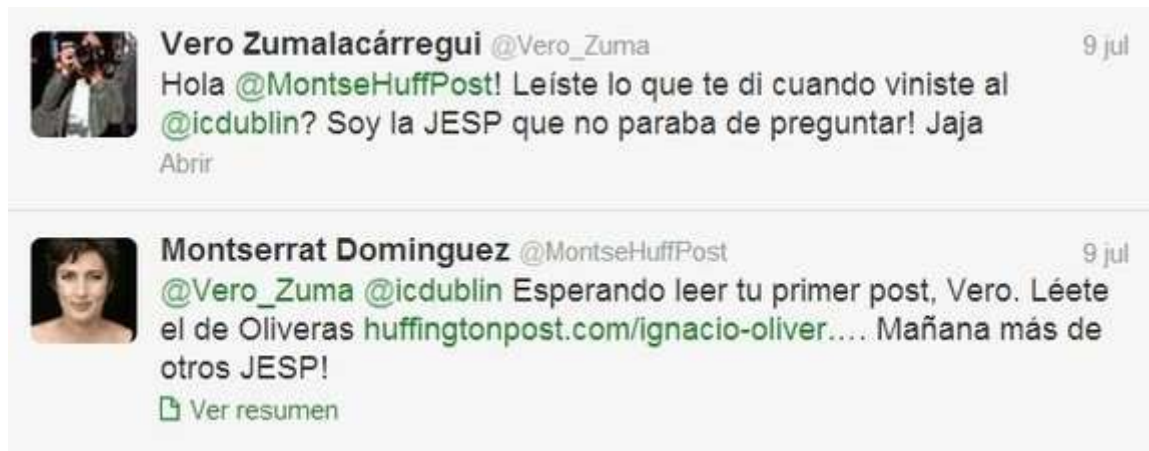 Vero Zumalacárregui @Vero_Zuma 9 jul
Hola @MontseHuffPost! Leíste lo que te di cuando viniste al
@icdublin? Soy la JESP que no paraba de preguntar! Jaja
Abrir
Montserrat Dominguez @MontseHuffPost 9 jul
@Vero_Zuma @icdublin Esperando leer tu primer post, Vero. Léete
el de Oliveras huffingtonpost.com/ignacio-oliver.… Mañana más de
otros JESP!
Ver resumen